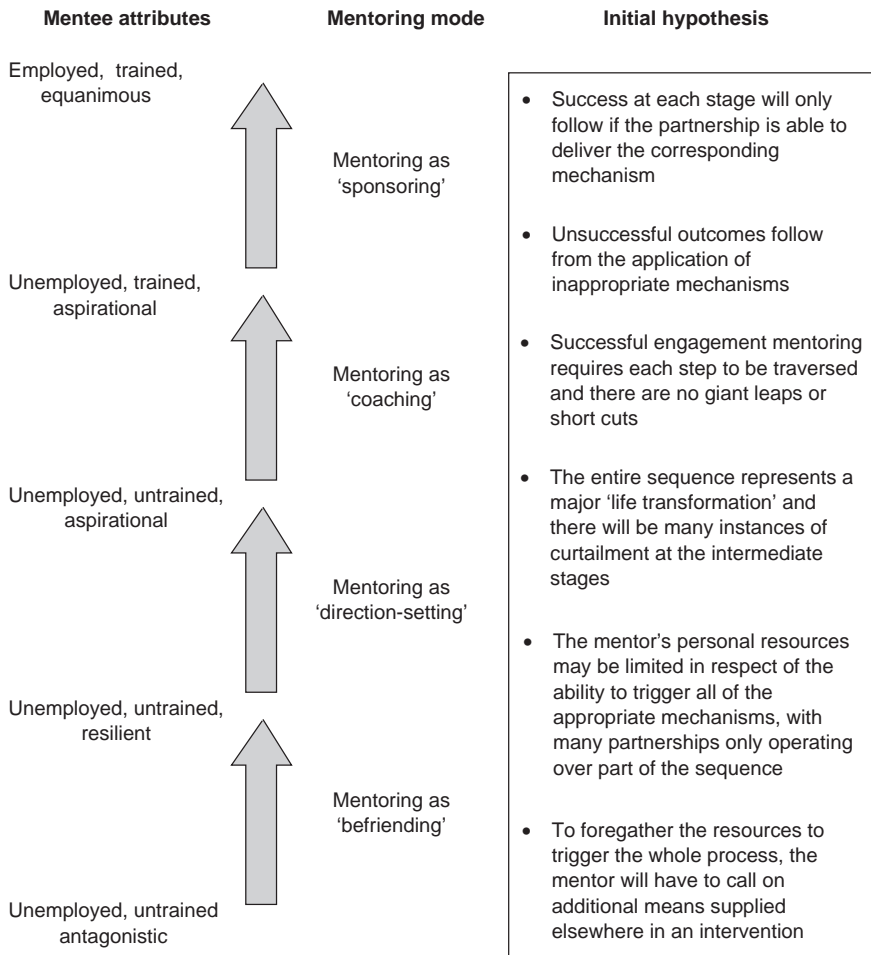 Mentee attributes
Mentoring mode
Initial hypothesis
Employed, trained,
equanimous
Mentoring as
'sponsoring'
Unemployed, trained,
aspirational
Mentoring as
'coaching'
Unemployed, untrained,
aspirational
Mentoring as
'direction-setting'
Unemployed, untrained,
resilient
Mentoring as
'befriending'
Unemployed, untrained
antagonistic
• Success at each stage will only
follow if the partnership is able to
deliver the corresponding
mechanism
• Unsuccessful outcomes follow
from the application of
inappropriate mechanisms
• Successful engagement mentoring
requires each step to be traversed
and there are no giant leaps or
short cuts
• The entire sequence represents a
major 'life transformation' and
there will be many instances of
curtailment at the intermediate
stages
• The mentor's personal resources
may be limited in respect of the
ability to trigger all of the
appropriate mechanisms, with
many partnerships only operating
over part of the sequence
• To foregather the resources to
trigger the whole process, the
mentor will have to call on
additional means supplied
elsewhere in an intervention